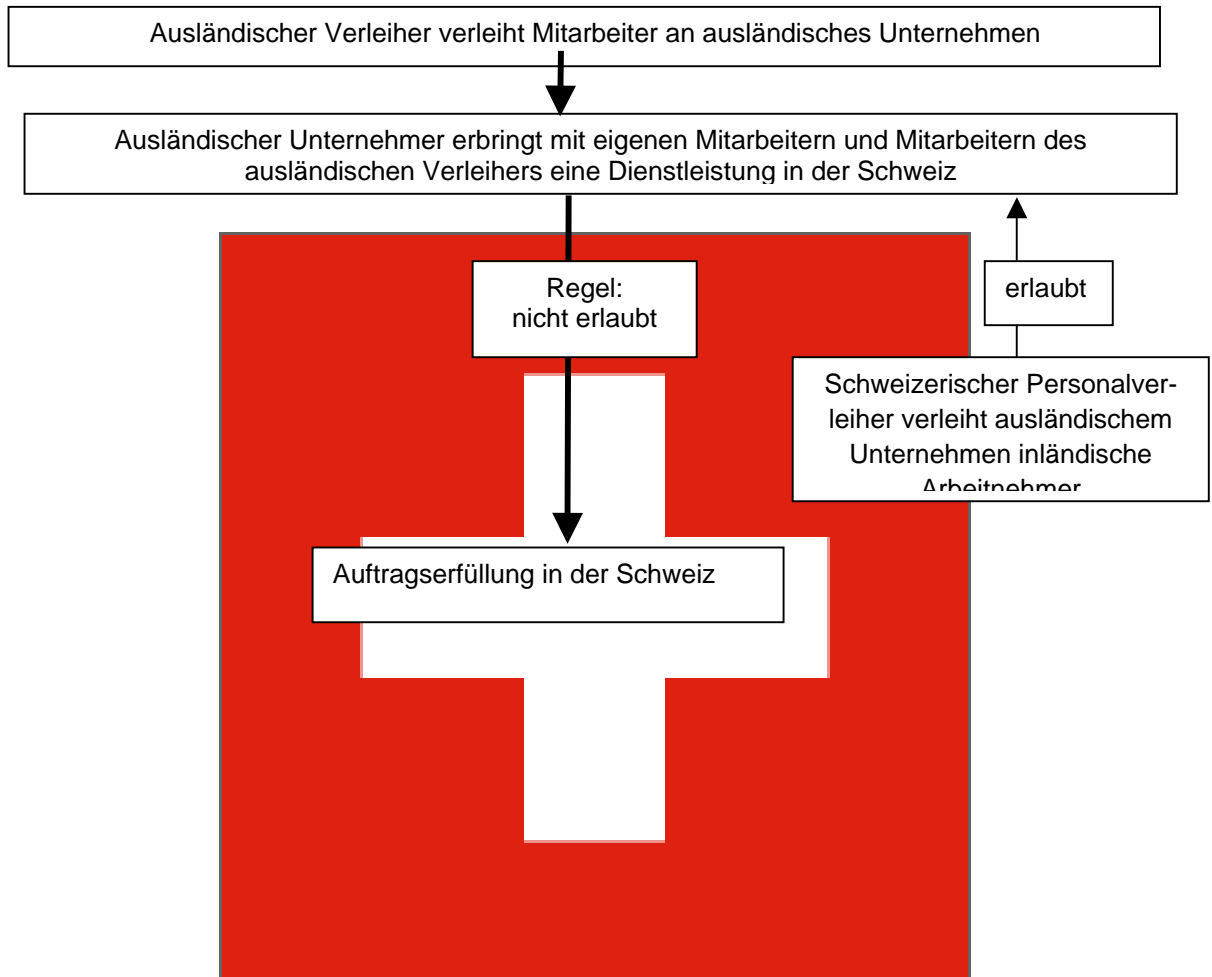 Ausländischer Verleiher verleiht Mitarbeiter an ausländisches Unternehmen
Ausländischer Unternehmer erbringt mit eigenen Mitarbeitern und Mitarbeitern des
ausländischen Verleihers eine Dienstleistung in der Schweiz
Regel:
nicht erlaubt
erlaubt
Schweizerischer Personalver-
leiher verleiht ausländischem
Unternehmen inländische
Arbeitnehmer
Auftragserfüllung in der Schweiz